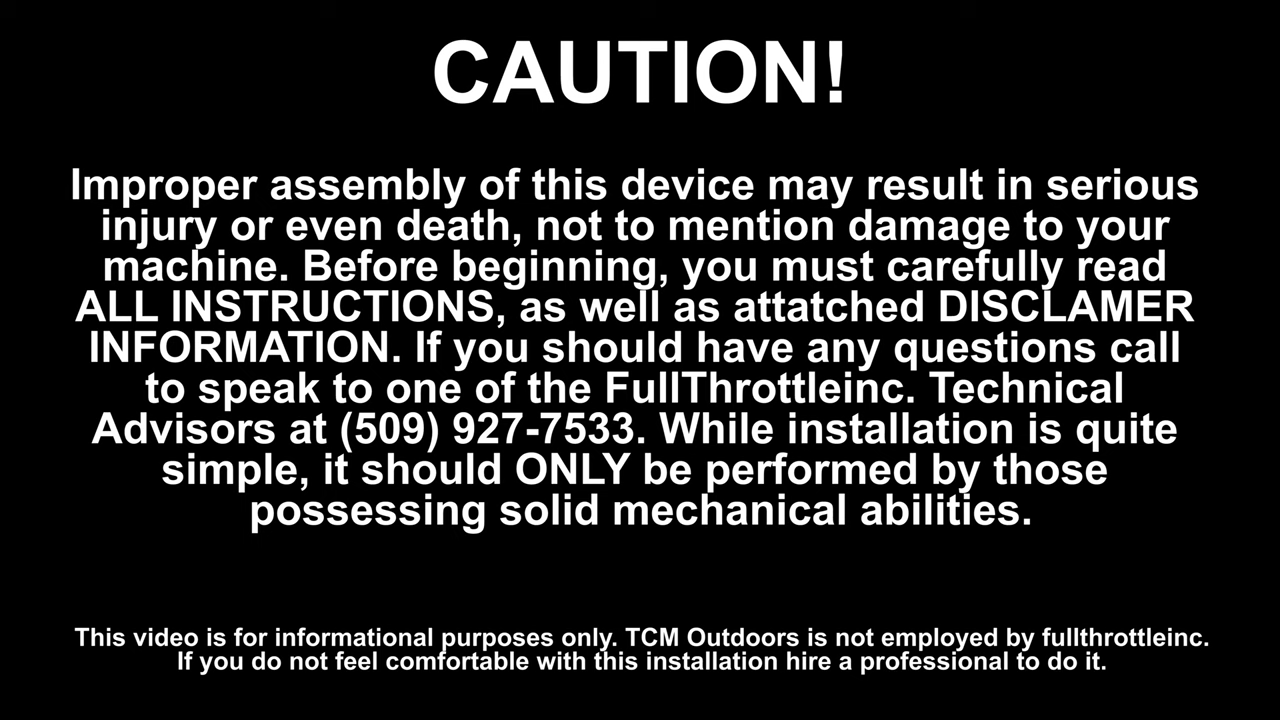 CAUTION!
Improper assembly of this device may result in serious
injury or even death, not to mention damage to your
machine. Before beginning, you must carefully read
ALL INSTRUCTIONS, as well as attatched DISCLAMER
INFORMATION. If you should have any questions call
to speak to one of the FullThrottleinc. Technical
Advisors at (509) 927-7533. While installation is quite
simple, it should ONLY be performed by those
possessing solid mechanical abilities.
This video is for informational purposes only. TCM Outdoors is not employed by fullthrottleinc.
If you do not feel comfortable with this installation hire a professional to do it.